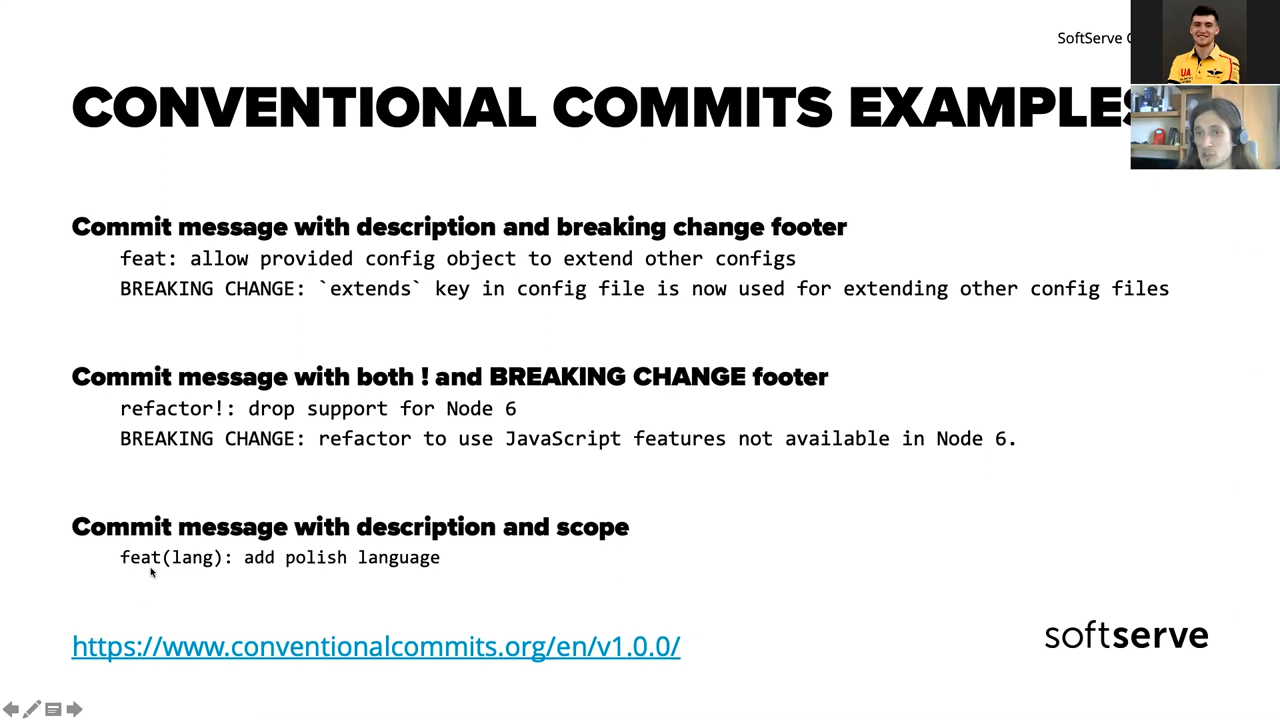 SoftServe
CONVENTIONAL COMMITS EXAMPLES
UA
Commit message with description and breaking change footer
feat: allow provided config object to extend other configs
BREAKING CHANGE: `extends` key in config file is now used for extending other config files
Commit message with both ! and BREAKING CHANGE footer
refactor!: drop support for Node 6
BREAKING CHANGE: refactor to use JavaScript features not available in Node 6.
Commit message with description and scope
feat(lang): add polish language
https://www.conventionalcommits.org/en/v1.0.0/
softserve